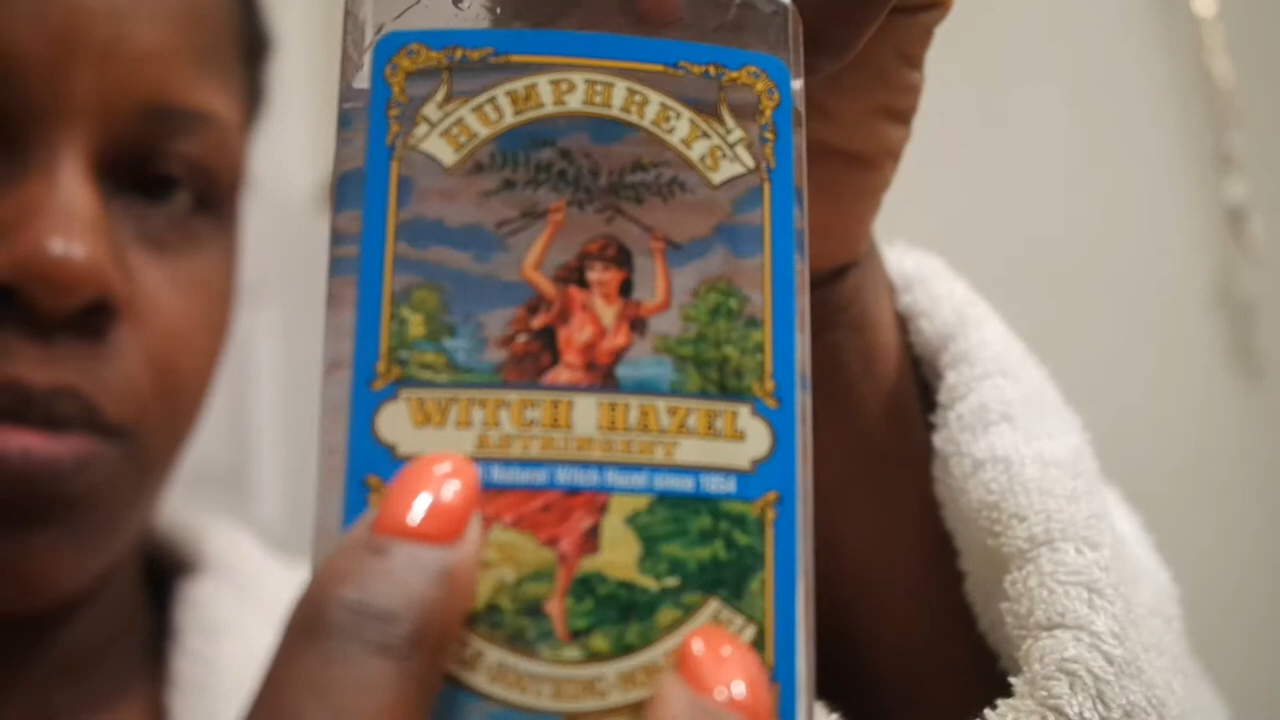 HUMPHREYS
WITCH HAZEL
ASTRINGENT
Natural Witch Hazel since 1854